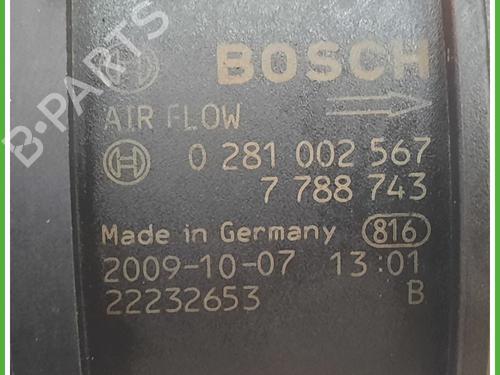 BOSCH
AIR FLOW
0 281 002 567
7 788 743
Made in Germany 816
2009-10-07 13:01
22232653 B
B-PARTS